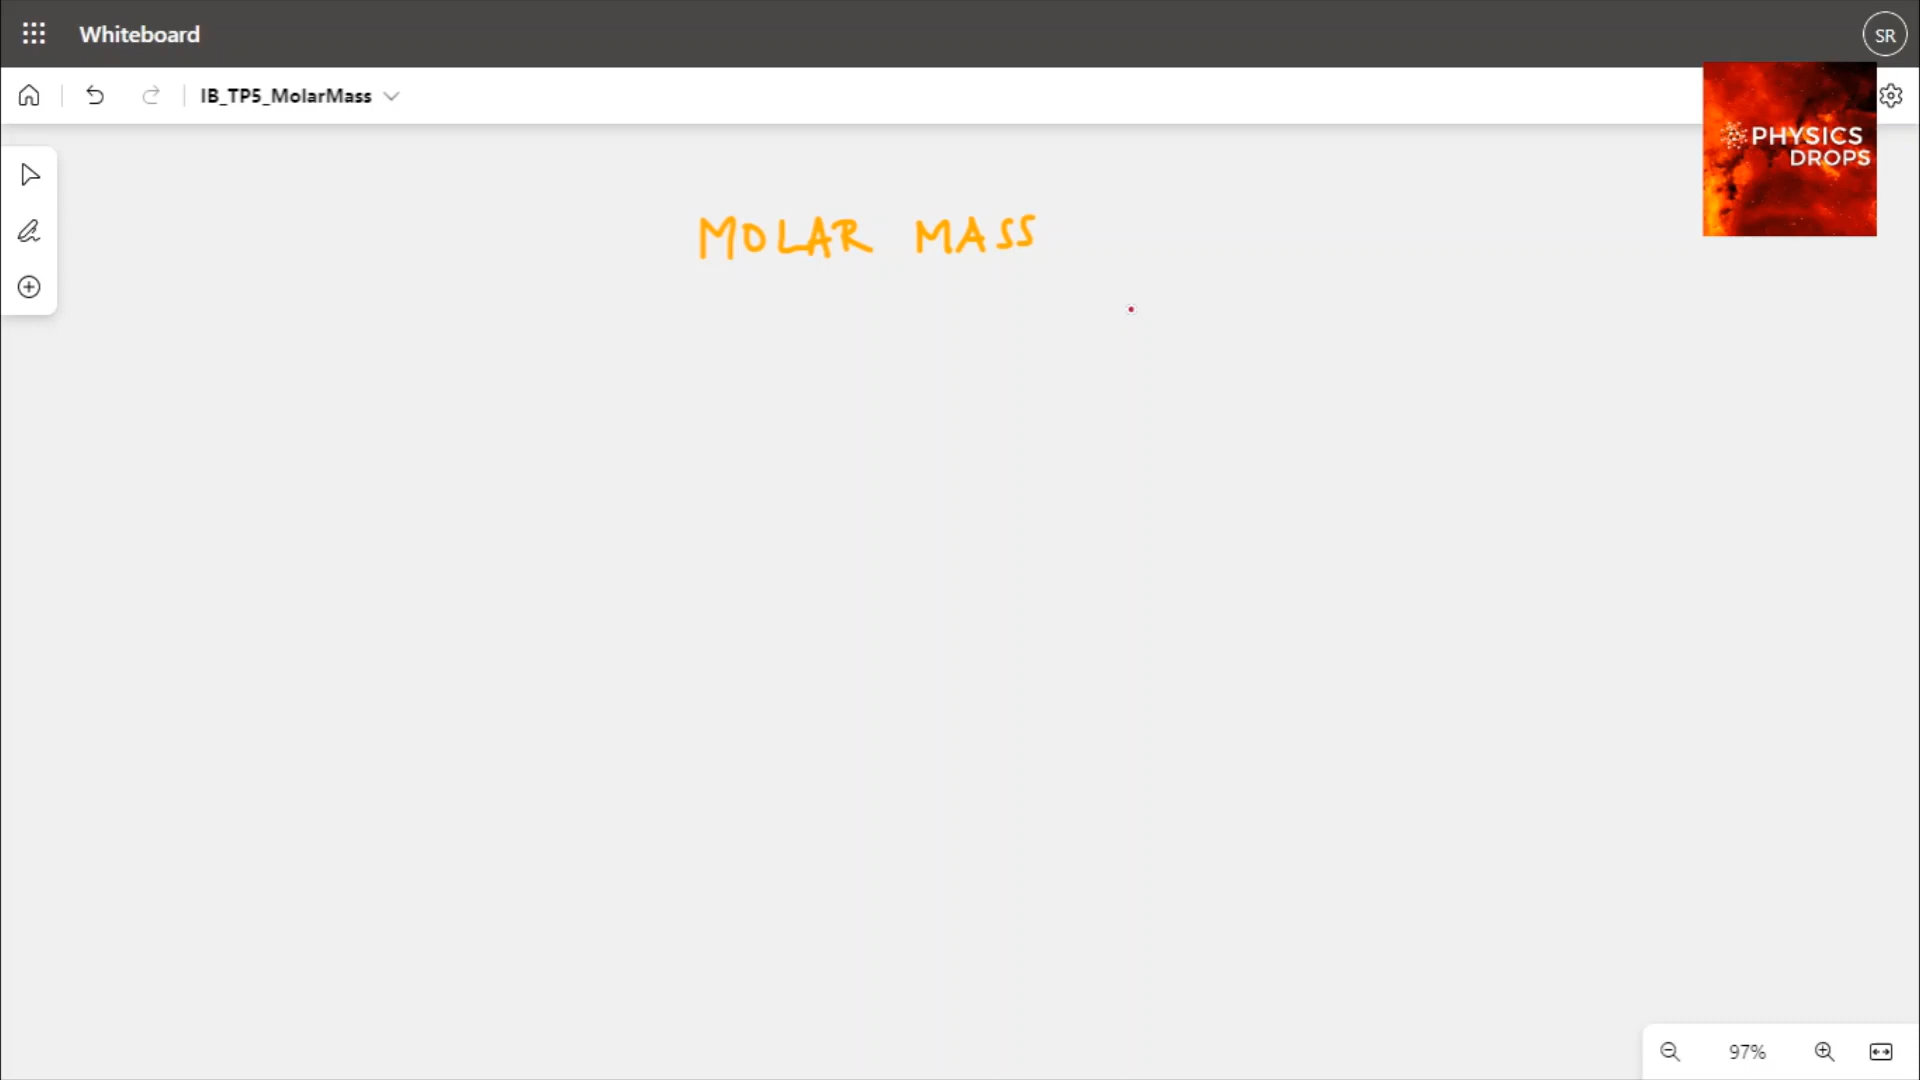 Whiteboard
SR
IB_TP5_MolarMass
PHYSICS
DROPS
MOLAR MASS
97%